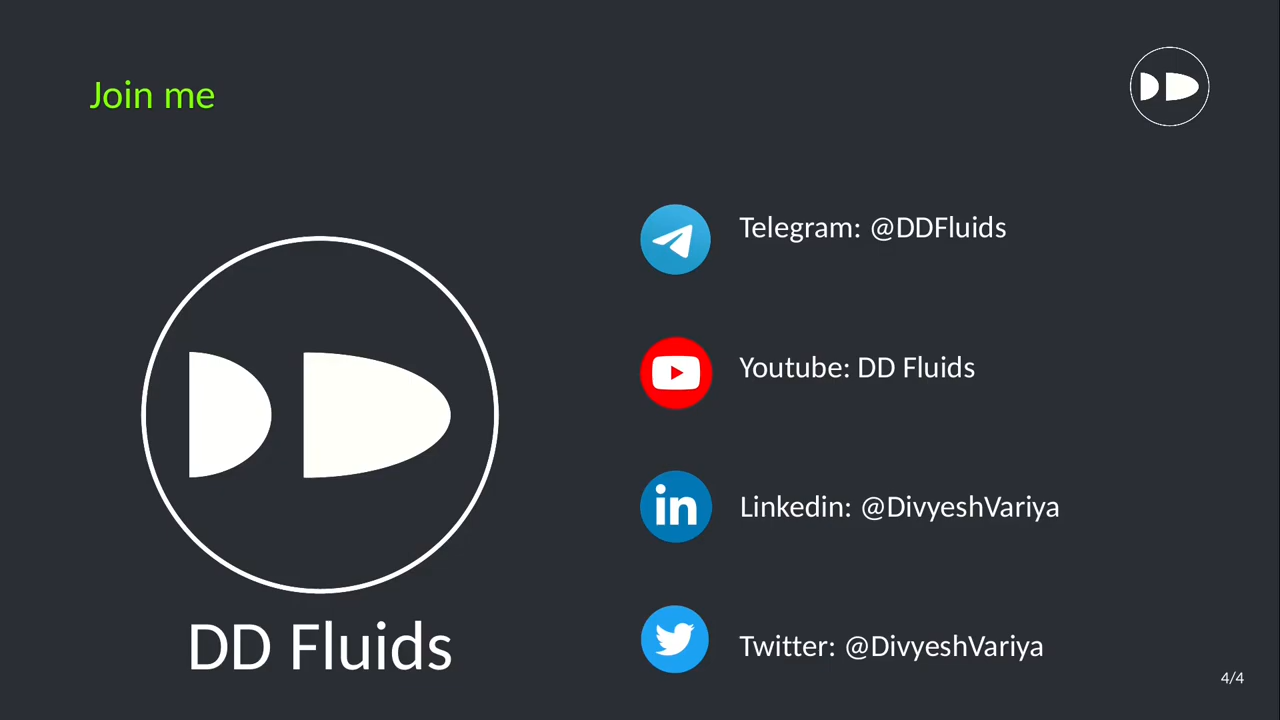 Join me
Telegram: @DDFluids
Youtube: DD Fluids
Linkedin: @DivyeshVariya
Twitter: @DivyeshVariya
DD Fluids
4/4